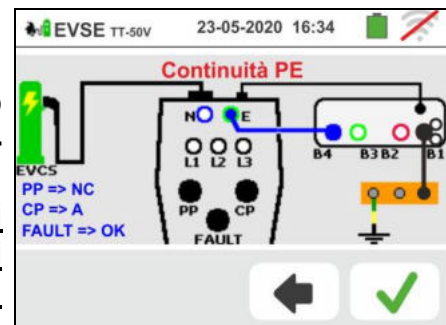 EVSE TT-50V 23-05-2020 16:34
Continuità PE
N E
L1 L2 L3
B4 B3 B2 B1
EVCS
PP => NC
CP => A
FAULT => OK
PP CP
FAULT